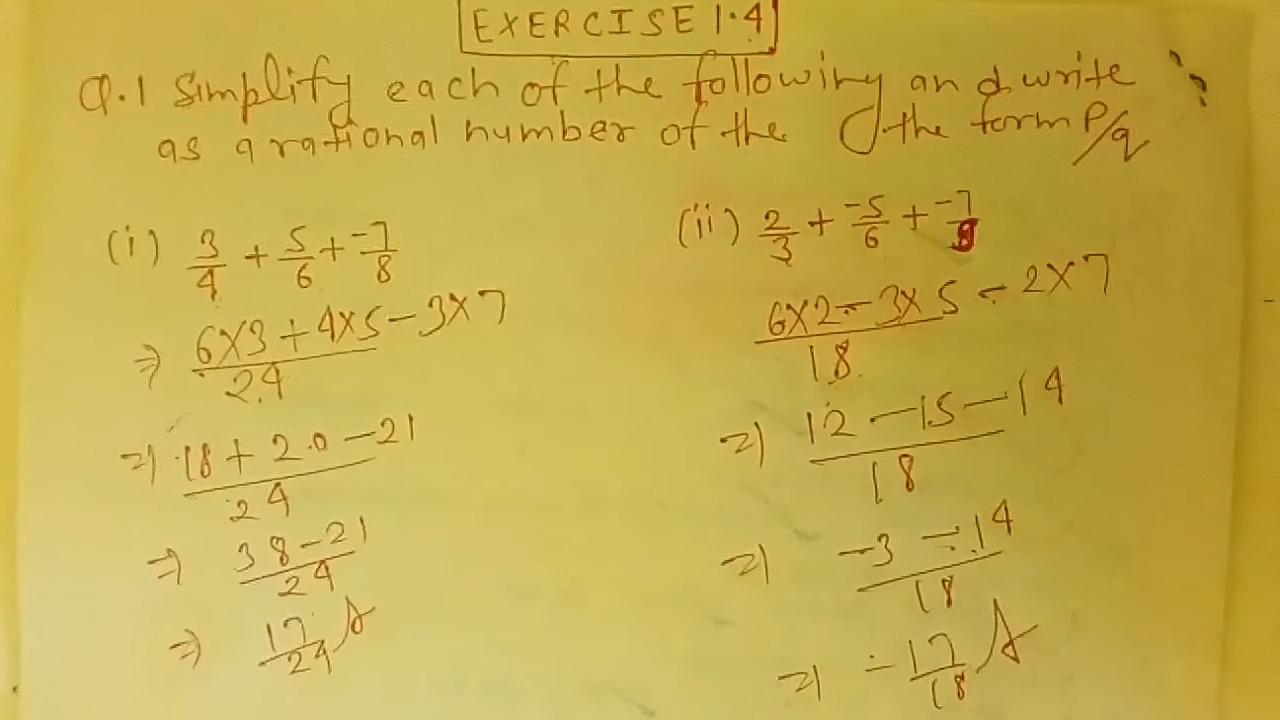 EXERCISE 1.4
Q.1 Simplify each of the following and write
as a rational number of the the form P/q
(i) 3/4 + 5/6 + -7/8
⇒ 6×3 + 4×5 - 3×7 / 24
⇒ 18 + 20 - 21 / 24
⇒ 38 - 21 / 24
⇒ 17/24 A
(ii) 2/3 + -5/6 + -7/9
6×2 - 3×5 - 2×7 / 18
⇒ 12 - 15 - 14 / 18
⇒ -3 - 14 / 18
⇒ -17/18 A